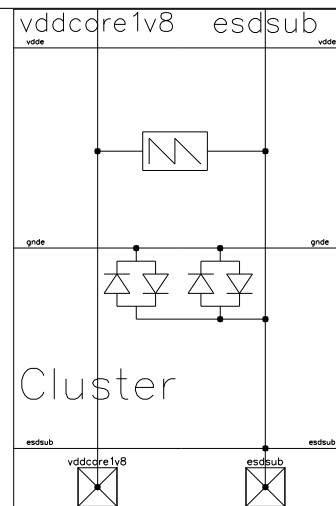 vddcore1v8 esdsub
vdde vdde
gnde gnde
Cluster
esdsub esdsub
vddcore1v8 esdsub